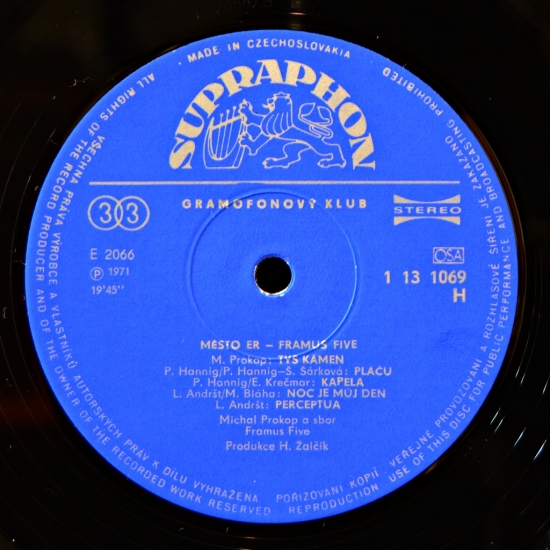 MADE IN CZECHOSLOVAKIA
SUPRAPHON
GRAMOFONOVÝ KLUB
33
STEREO
E 2066
Ⓟ 1971
19'45"
OSA
1 13 1069
H
MĚSTO ER – FRAMUS FIVE
M. Prokop: TYS KÁMEN
P. Hannig/P. Hannig–S. Šárková: PLACU
P. Hannig/E. Krečmar: KAPELA
L. Andršt/M. Bláha: NOC JE MŮJ DEN
L. Andršt: PERCEPTUA
Michal Prokop a sbor
Framus Five
Produkce H. Žalčík
VŠECHNA PRÁVA VÝROBCE A VLASTNÍKŮ AUTORSKÝCH PRÁV K DÍLU VYHRAŽENA · POŘIZOVÁNÍ KOPIÍ · VEŘEJNÉ PROVOZOVÁNÍ A ROZHLASOVÉ ŠÍŘENÍ JE ZAKÁZÁNO
ALL RIGHTS OF THE RECORD PRODUCER AND OF THE OWNER OF THE RECORDED WORK RESERVED · REPRODUCTION · USE OF THIS DISC FOR PUBLIC PERFORMANCE AND BROADCASTING PROHIBITED